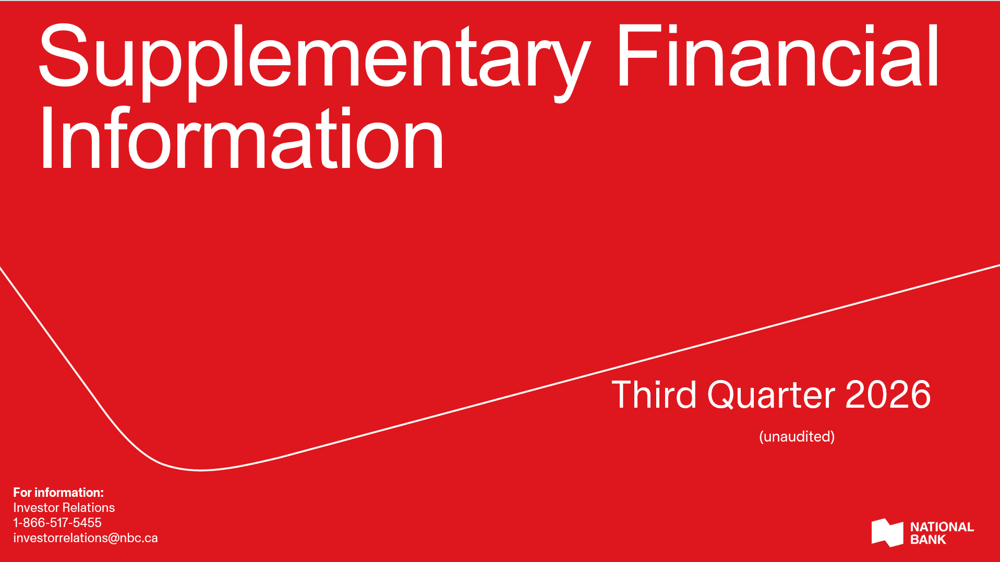 Supplementary Financial
Information
Third Quarter 2026
(unaudited)
For information:
Investor Relations
1-866-517-5455
investorrelations@nbc.ca
NATIONAL
BANK